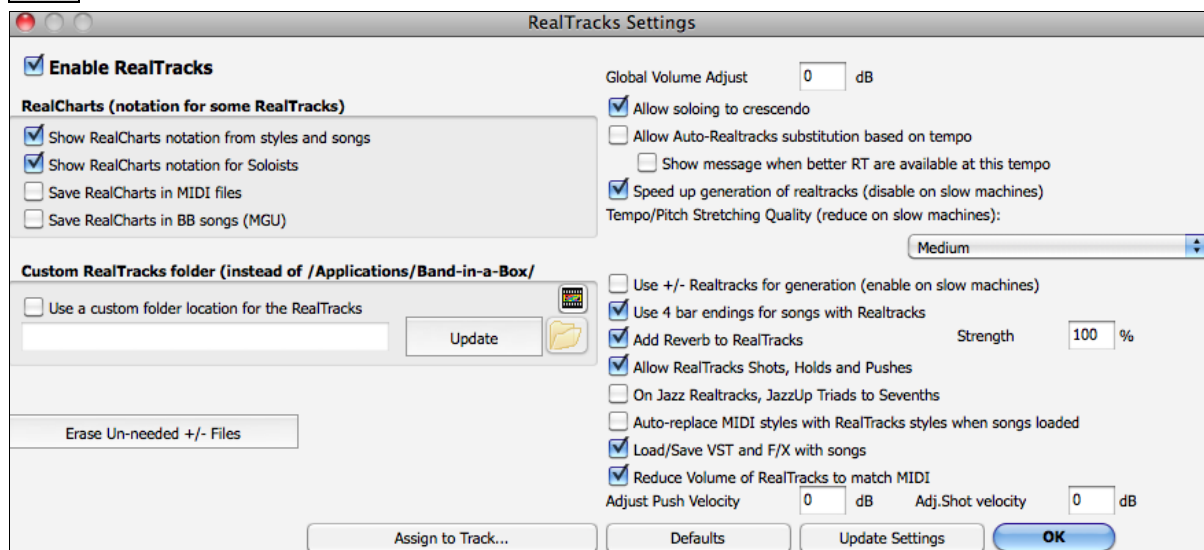 RealTracks Settings
Enable RealTracks
RealCharts (notation for some RealTracks)
Show RealCharts notation from styles and songs
Show RealCharts notation for Soloists
Save RealCharts in MIDI files
Save RealCharts in BB songs (MGU)
Custom RealTracks folder (instead of /Applications/Band-in-a-Box/
Use a custom folder location for the RealTracks
Update
Erase Un-needed +/- Files
Global Volume Adjust 0 dB
Allow soloing to crescendo
Allow Auto-Realtracks substitution based on tempo
Show message when better RT are available at this tempo
Speed up generation of realtracks (disable on slow machines)
Tempo/Pitch Stretching Quality (reduce on slow machines):
Medium
Use +/- Realtracks for generation (enable on slow machines)
Use 4 bar endings for songs with Realtracks
Add Reverb to RealTracks Strength 100 %
Allow RealTracks Shots, Holds and Pushes
On Jazz Realtracks, JazzUp Triads to Sevenths
Auto-replace MIDI styles with RealTracks styles when songs loaded
Load/Save VST and F/X with songs
Reduce Volume of RealTracks to match MIDI
Adjust Push Velocity 0 dB Adj.Shot velocity 0 dB
Assign to Track... Defaults Update Settings OK